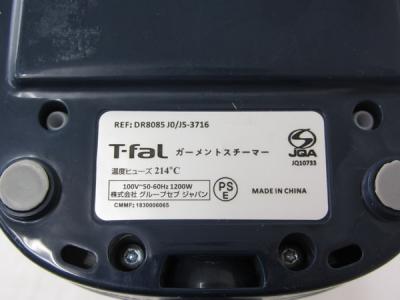 REF: DR8085 J0/J5-3716
T-fal ガーメントスチーマー
JQA
JQ10733
温度ヒューズ 214℃
100V~50-60Hz 1200W
株式会社 グループセブ ジャパン
PS
E
MADE IN CHINA
CMMF: 1830006065